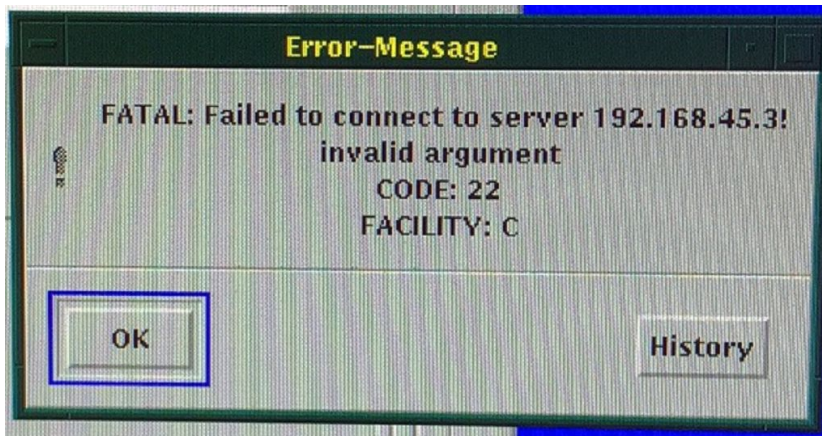 Error-Message
FATAL: Failed to connect to server 192.168.45.3!
invalid argument
CODE: 22
FACILITY: C
OK
History